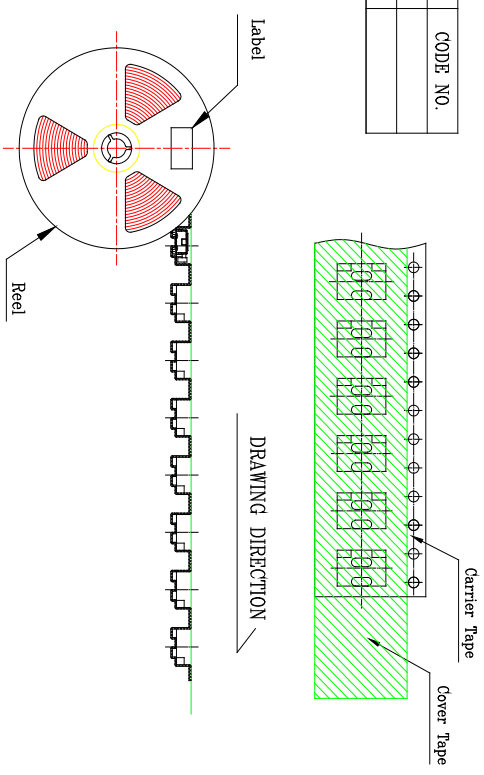 CODE NO.
Label
Reel
DRAWING DIRECTION
Carrier Tape
Cover Tape